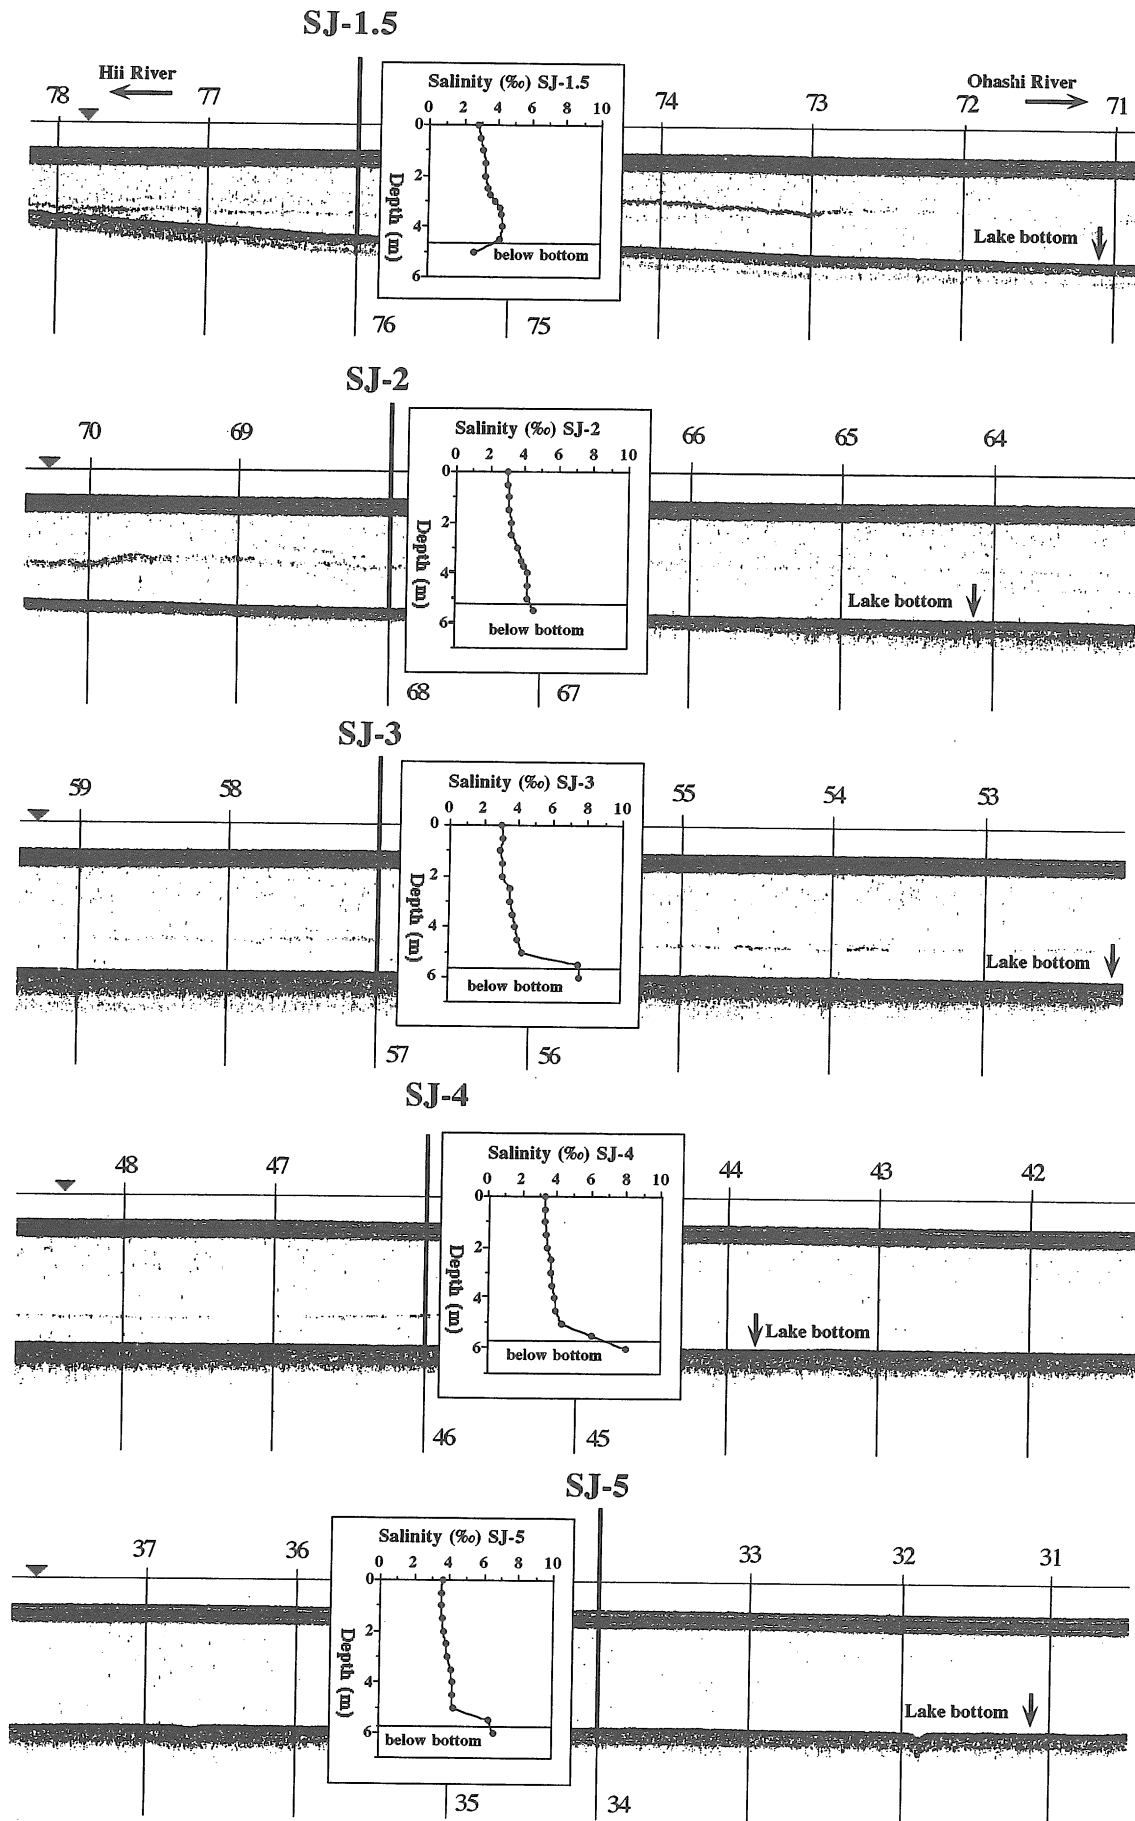 SJ-1.5
Hii River
Ohashi River
78 77 74 73 72 71
Salinity (‰) SJ-1.5
0 2 4 6 8 10
0
2
4
6
Depth (m)
below bottom
Lake bottom
76 75
SJ-2
70 69 66 65 64
Salinity (‰) SJ-2
0 2 4 6 8 10
0
2
4
6
Depth (m)
below bottom
Lake bottom
68 67
SJ-3
59 58 55 54 53
Salinity (‰) SJ-3
0 2 4 6 8 10
0
2
4
6
Depth (m)
below bottom
Lake bottom
57 56
SJ-4
48 47 44 43 42
Salinity (‰) SJ-4
0 2 4 6 8 10
0
2
4
6
Depth (m)
below bottom
Lake bottom
46 45
SJ-5
37 36 33 32 31
Salinity (‰) SJ-5
0 2 4 6 8 10
0
2
4
6
Depth (m)
below bottom
Lake bottom
35 34